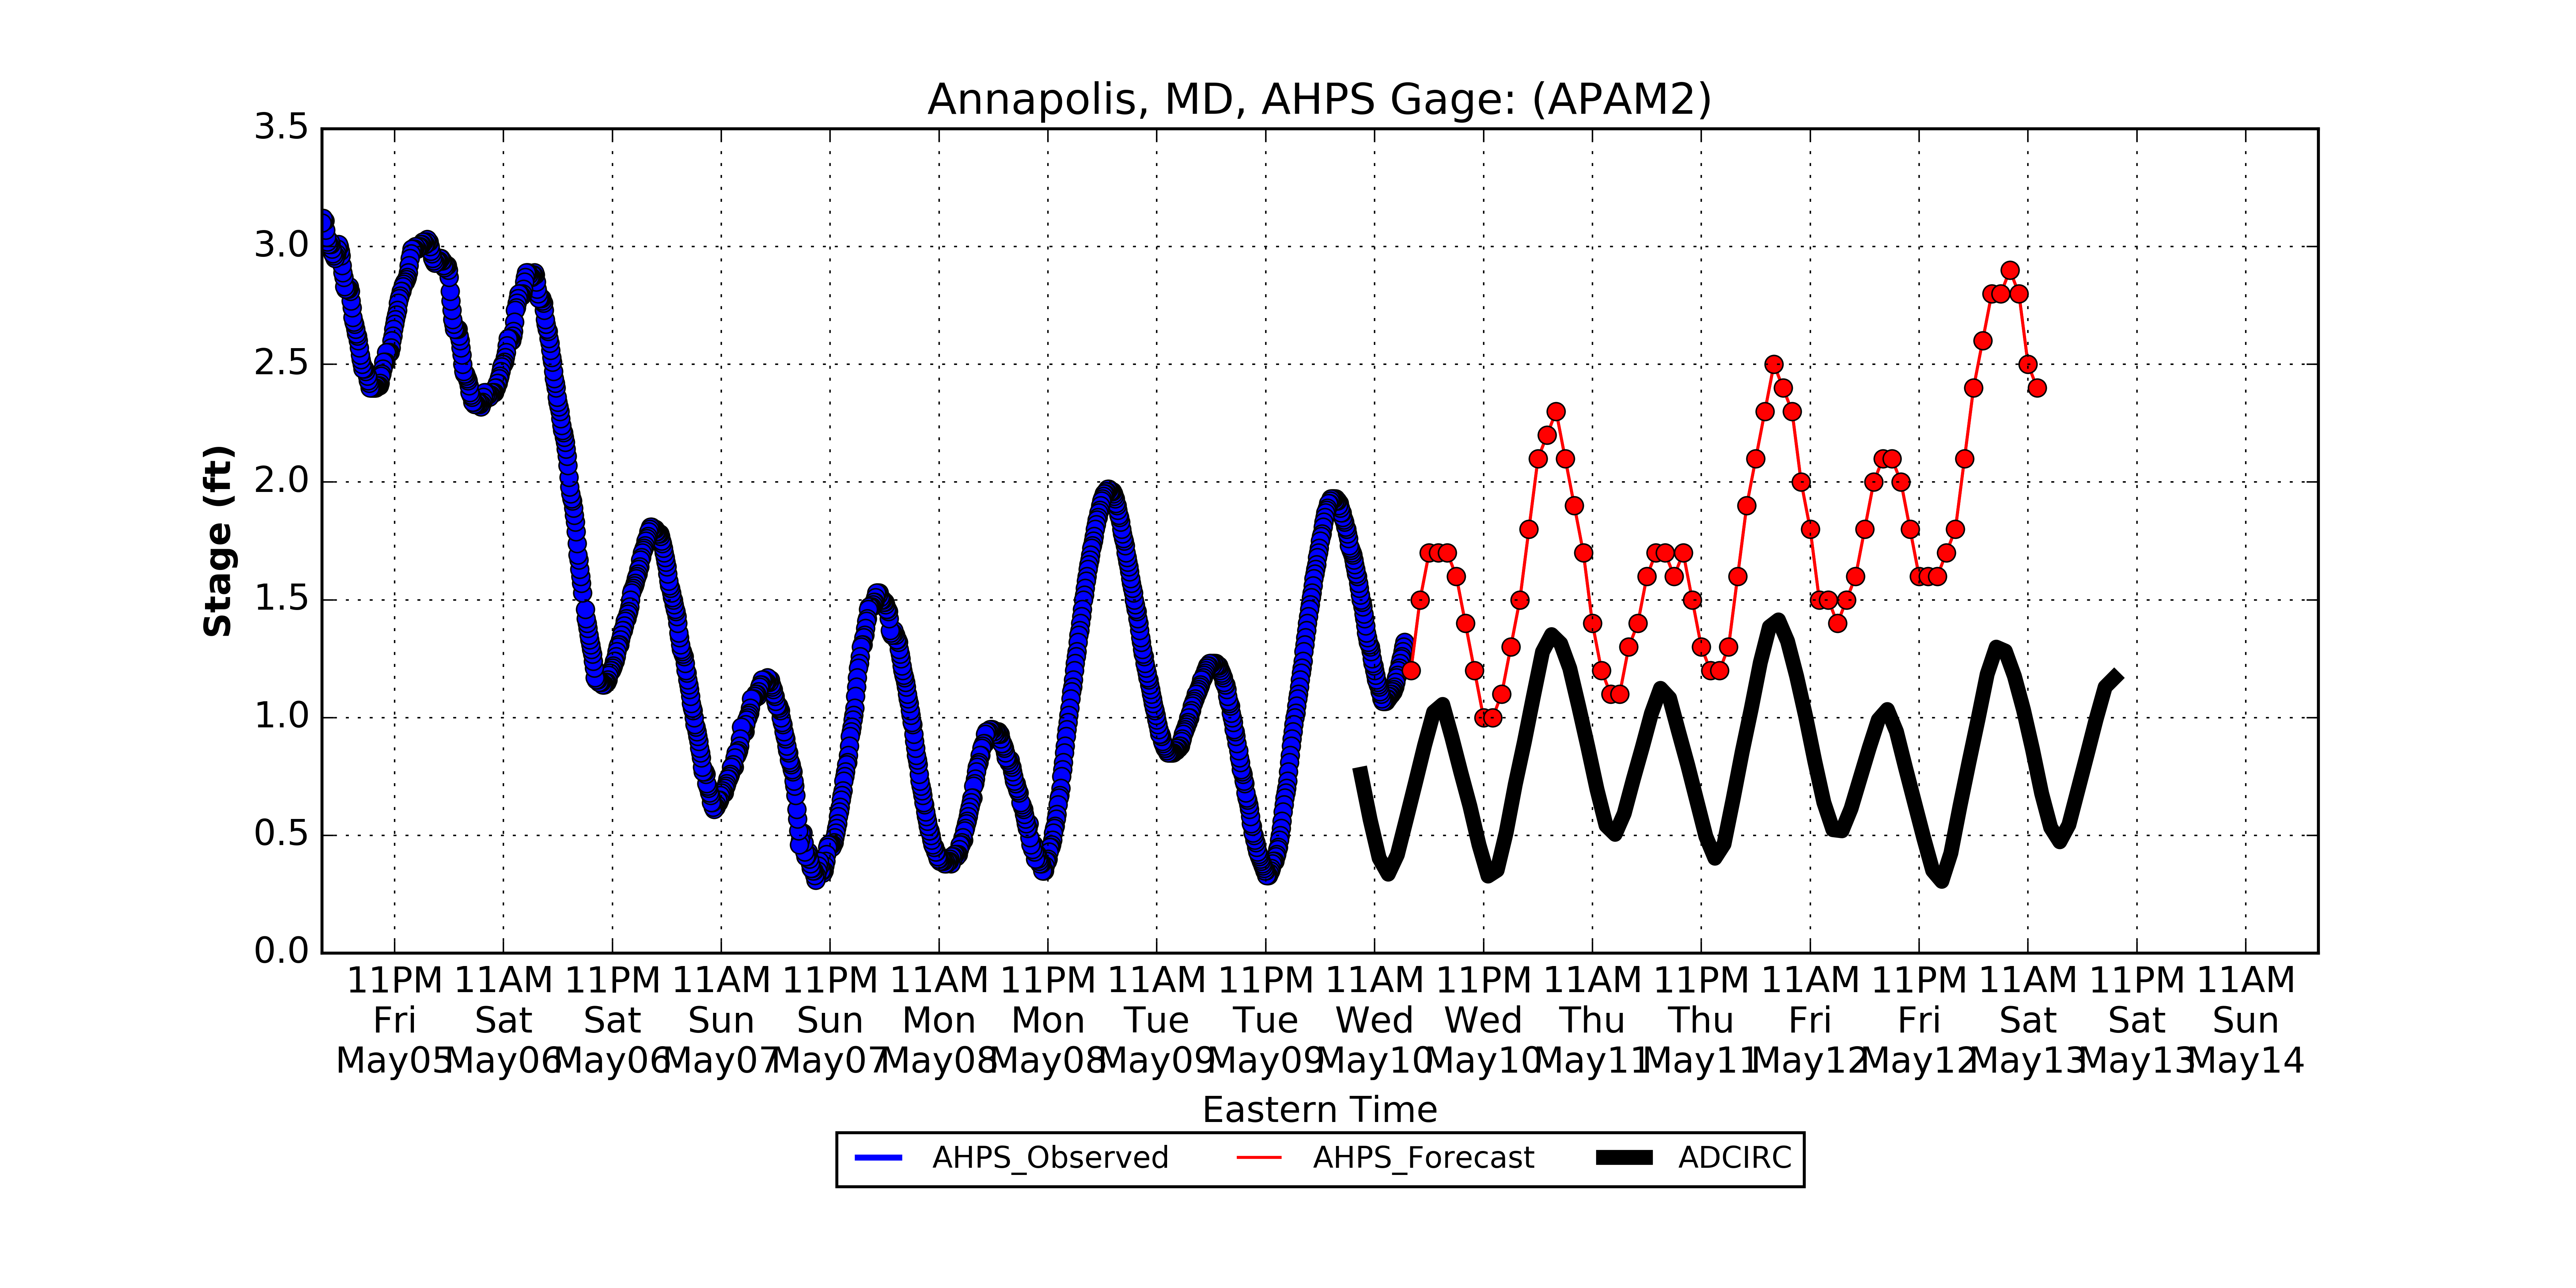 Annapolis, MD, AHPS Gage: (APAM2)
3.5
3.0
2.5
2.0
1.5
1.0
0.5
0.0
Stage (ft)
11PM 11AM 11PM 11AM 11PM 11AM 11PM 11AM 11PM 11AM 11PM 11AM 11PM 11AM 11PM 11AM 11PM 11AM
Fri Sat Sat Sun Sun Mon Mon Tue Tue Wed Wed Thu Thu Fri Fri Sat Sat Sun
May05 May06 May06 May07 May07 May08 May08 May09 May09 May10 May10 May11 May11 May12 May12 May13 May13 May14
Eastern Time
AHPS_Observed AHPS_Forecast ADCIRC